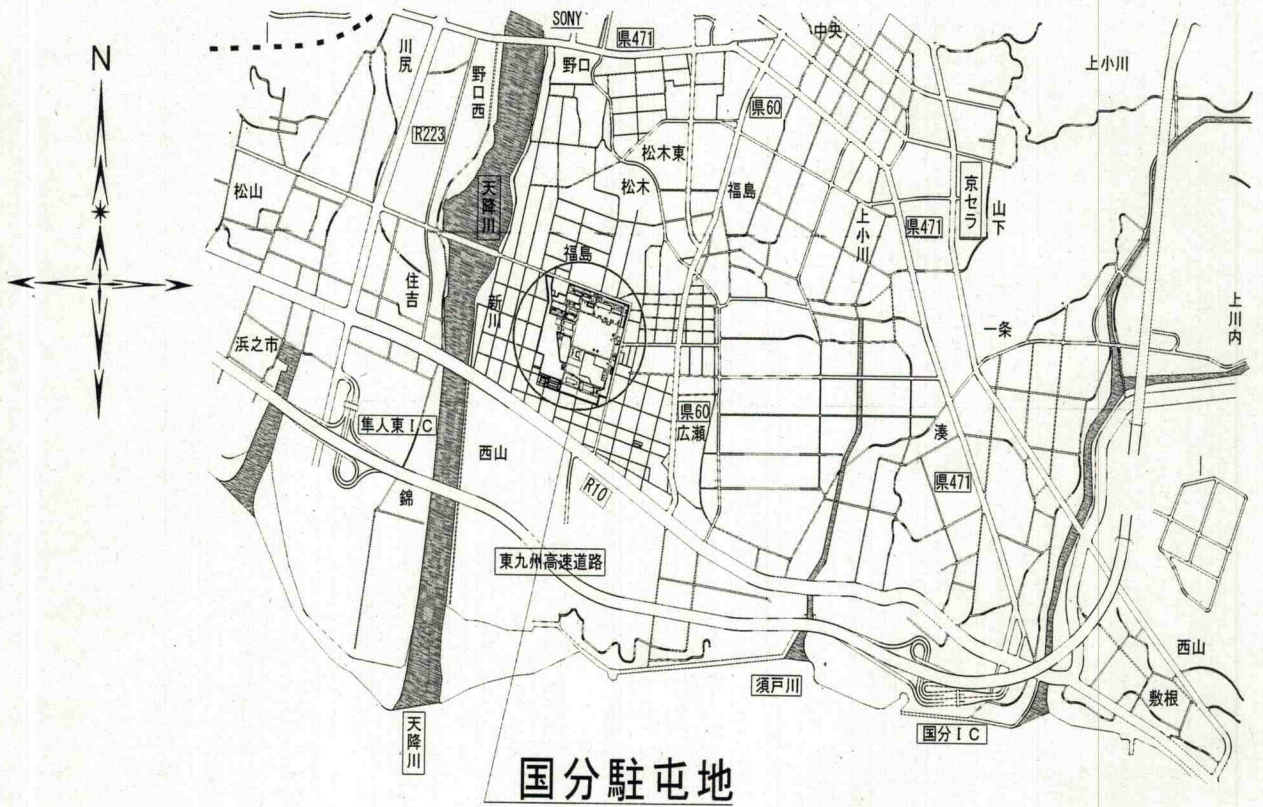 SONY
県471
中央
上小川
N
川尻
野口西
野口
県60
R223
松木東
松山
松木
福島
京セラ
山下
天降川
上小川
県471
福島
住吉
新川
上川内
一条
浜之市
県60
広瀬
隼人東IC
湊
西山
県471
R10
錦
東九州高速道路
西山
須戸川
敷根
天降川
国分IC
国分駐屯地